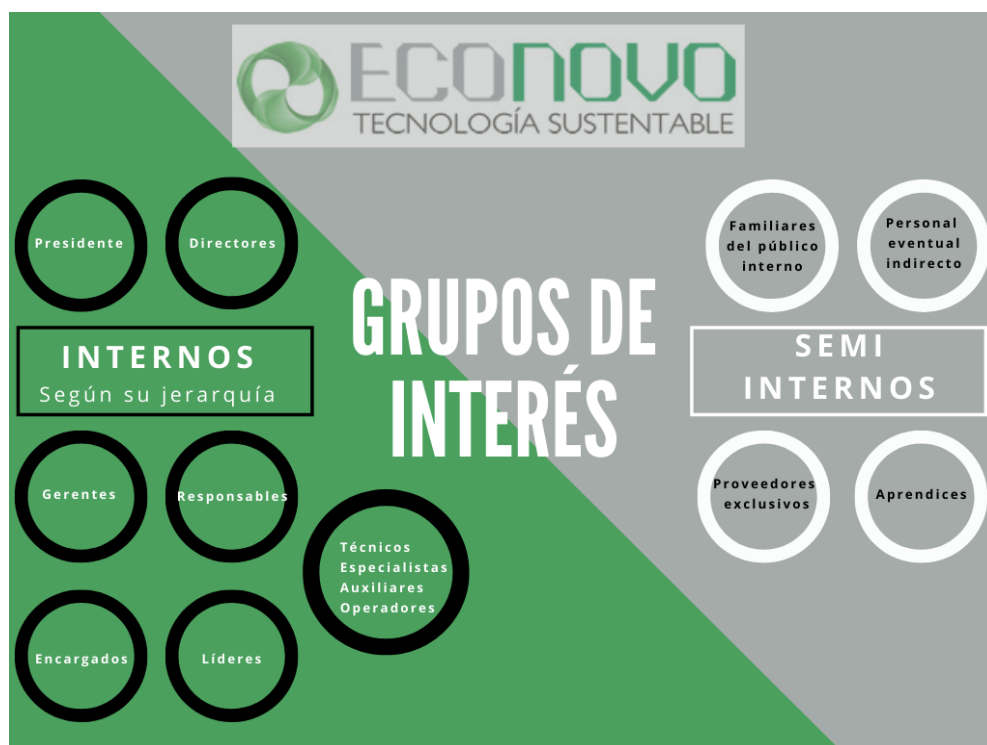 ECONOVO
TECNOLOGÍA SUSTENTABLE
GRUPOS DE
INTERÉS
Presidente
Directores
INTERNOS
Según su jerarquía
Gerentes
Responsables
Técnicos
Especialistas
Auxiliares
Operadores
Encargados
Líderes
Familiares
del público
interno
Personal
eventual
indirecto
SEMI
INTERNOS
Proveedores
exclusivos
Aprendices